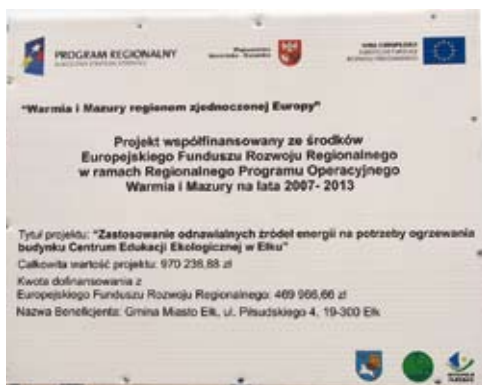 PROGRAM REGIONALNY
UNIA EUROPEJSKA
"Warmia i Mazury regionem zjednoczonej Europy"
Projekt współfinansowany ze środków
Europejskiego Funduszu Rozwoju Regionalnego
w ramach Regionalnego Programu Operacyjnego
Warmia i Mazury na lata 2007- 2013
Tytuł projektu: "Zastosowanie odnawialnych źródeł energii na potrzeby ogrzewania
budynku Centrum Edukacji Ekologicznej w Ełku"
Całkowita wartość projektu: 970 238,88 zł
Kwota dofinansowania z
Europejskiego Funduszu Rozwoju Regionalnego: 469 966,66 zł
Nazwa Beneficjenta: Gmina Miasto Ełk, ul. Piłsudskiego 4, 19-300 Ełk